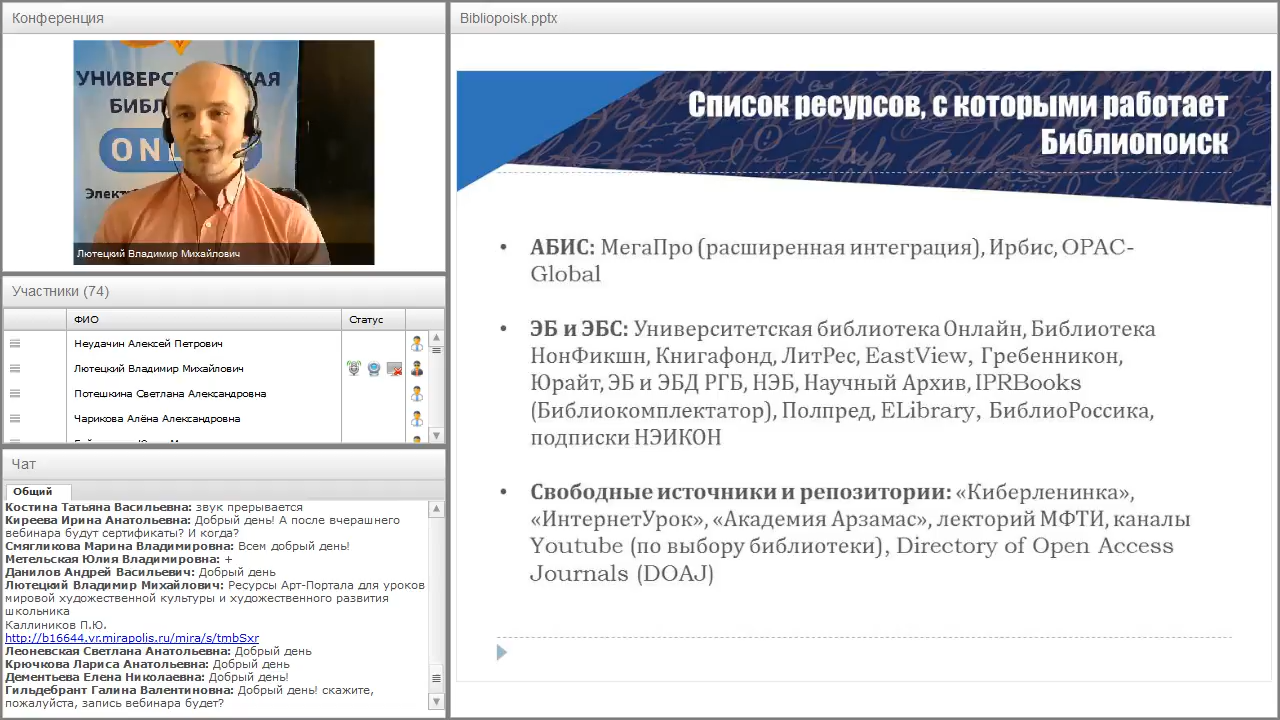 Конференция
УНИВЕРС
КАЯ
БИБЛ
ONL
Элект
Лютецкий Владимир Михайлович
Участники (74)
ФИО Статус
Неудачин Алексей Петрович
Лютецкий Владимир Михайлович
Потешкина Светлана Александровна
Чарикова Алёна Александровна
Чат
Общий
Костина Татьяна Васильевна: звук прерывается
Киреева Ирина Анатольевна: Добрый день! А после вчерашнего
вебинара будут сертификаты? И когда?
Смягликова Марина Владимировна: Всем добрый день!
Метельская Юлия Владимировна: +
Данилов Андрей Васильевич: Добрый день
Лютецкий Владимир Михайлович: Ресурсы Арт-Портала для уроков
мировой художественной культуры и художественного развития
школьника
Каллиников П.Ю.
http://b16644.vr.mirapolis.ru/mira/s/tmbSxr
Леоневская Светлана Анатольевна: Добрый день
Крючкова Лариса Анатольевна: Добрый день
Дементьева Елена Николаевна: Добрый день!
Гильдебрант Галина Валентиновна: Добрый день! скажите,
пожалуйста, запись вебинара будет?
Bibliopoisk.pptx
Список ресурсов, с которыми работает
Библиопоиск
• АБИС: МегаПро (расширенная интеграция), Ирбис, OPAC-
Global
• ЭБ и ЭБС: Университетская библиотека Онлайн, Библиотека
НонФикшн, Книгафонд, ЛитРес, EastView, Гребенникон,
Юрайт, ЭБ и ЭБД РГБ, НЭБ, Научный Архив, IPRBooks
(Библиокомплектатор), Полпред, ELibrary, БиблиоРоссика,
подписки НЭИКОН
• Свободные источники и репозитории: «Киберленинка»,
«ИнтернетУрок», «Академия Арзамас», лекторий МФТИ, каналы
Youtube (по выбору библиотеки), Directory of Open Access
Journals (DOAJ)